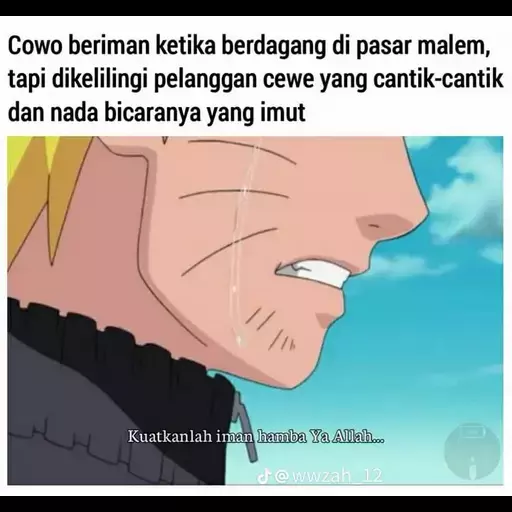 Cowo beriman ketika berdagang di pasar malem,
tapi dikelilingi pelanggan cewe yang cantik-cantik
dan nada bicaranya yang imut
Kuatkanlah iman hamba Ya Allah...
@wwzah_12